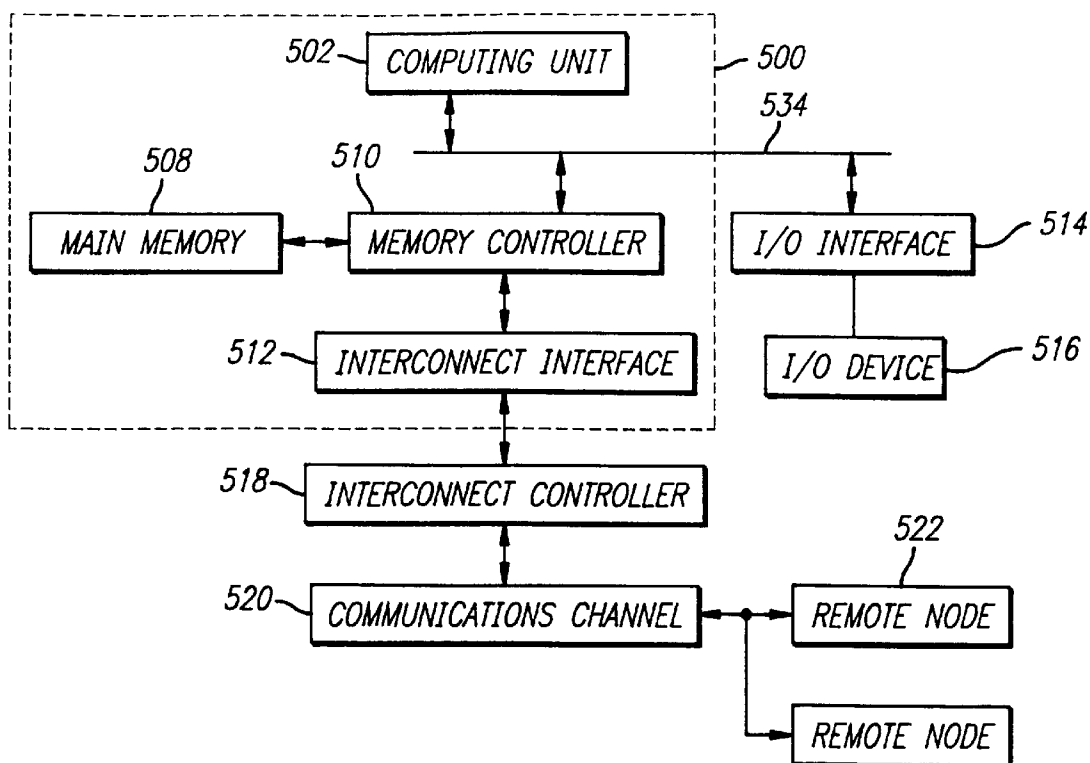 502
COMPUTING UNIT
500
534
508
510
MAIN MEMORY
MEMORY CONTROLLER
I/O INTERFACE
514
512
INTERCONNECT INTERFACE
I/O DEVICE
516
518
INTERCONNECT CONTROLLER
522
520
COMMUNICATIONS CHANNEL
REMOTE NODE
REMOTE NODE